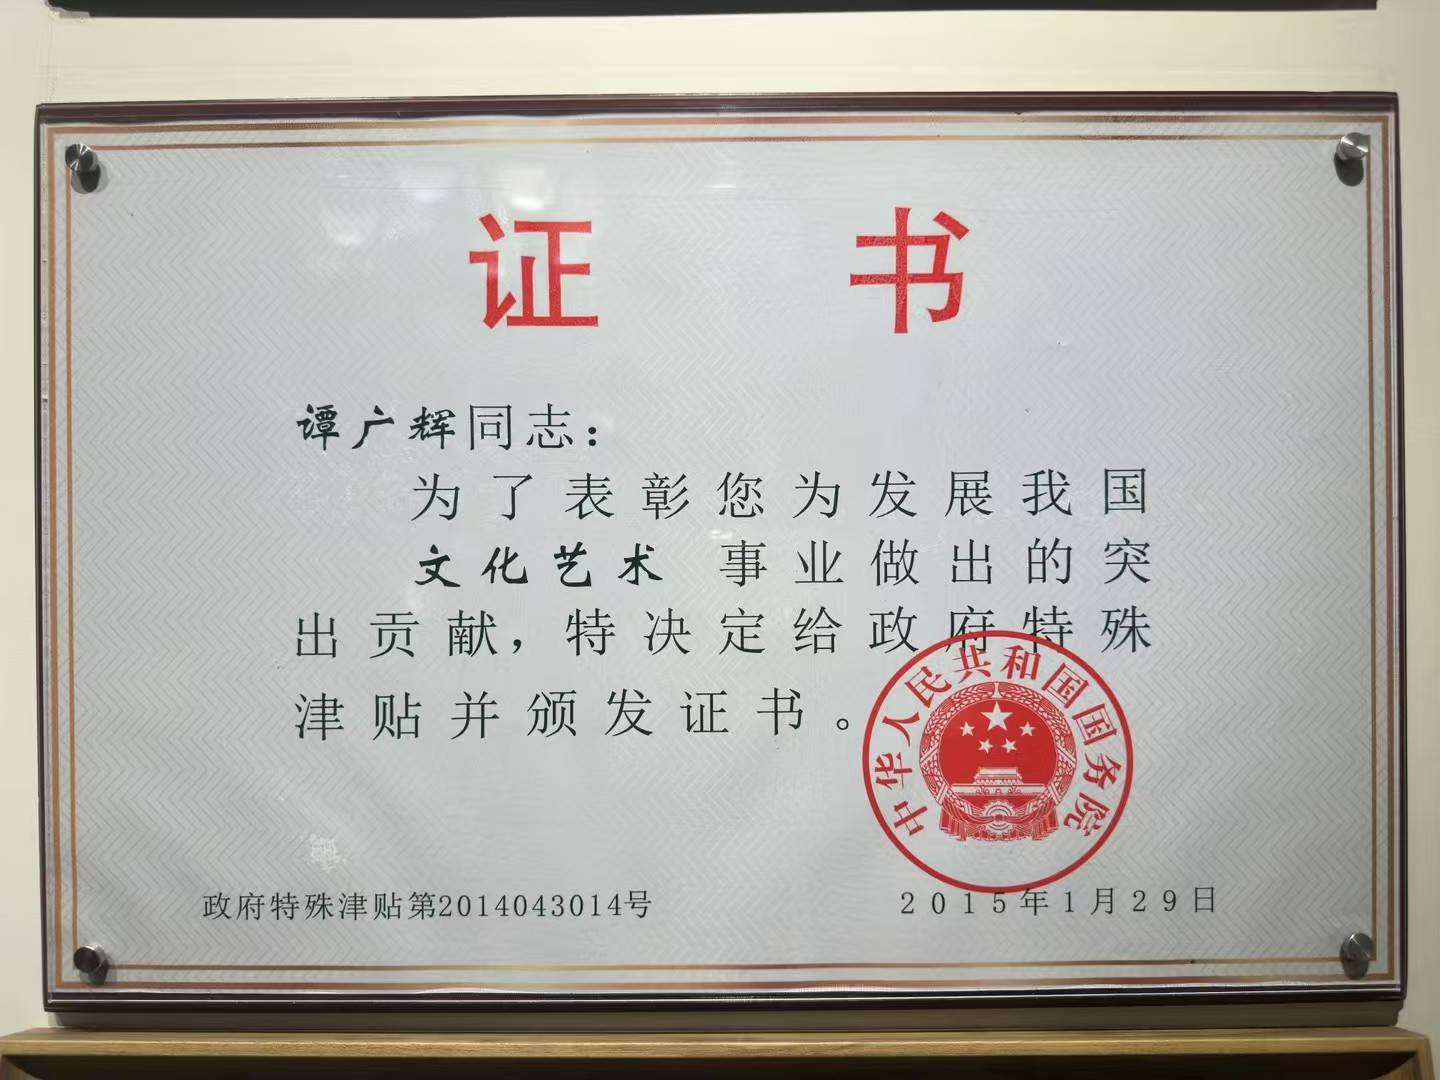 证书
谭广辉同志：
为了表彰您为发展我国
文化艺术 事业做出的突
出贡献，特决定给政府特殊
津贴并颁发证书。
中华人民共和国国务院
政府特殊津贴第2014043014号
2015年1月29日